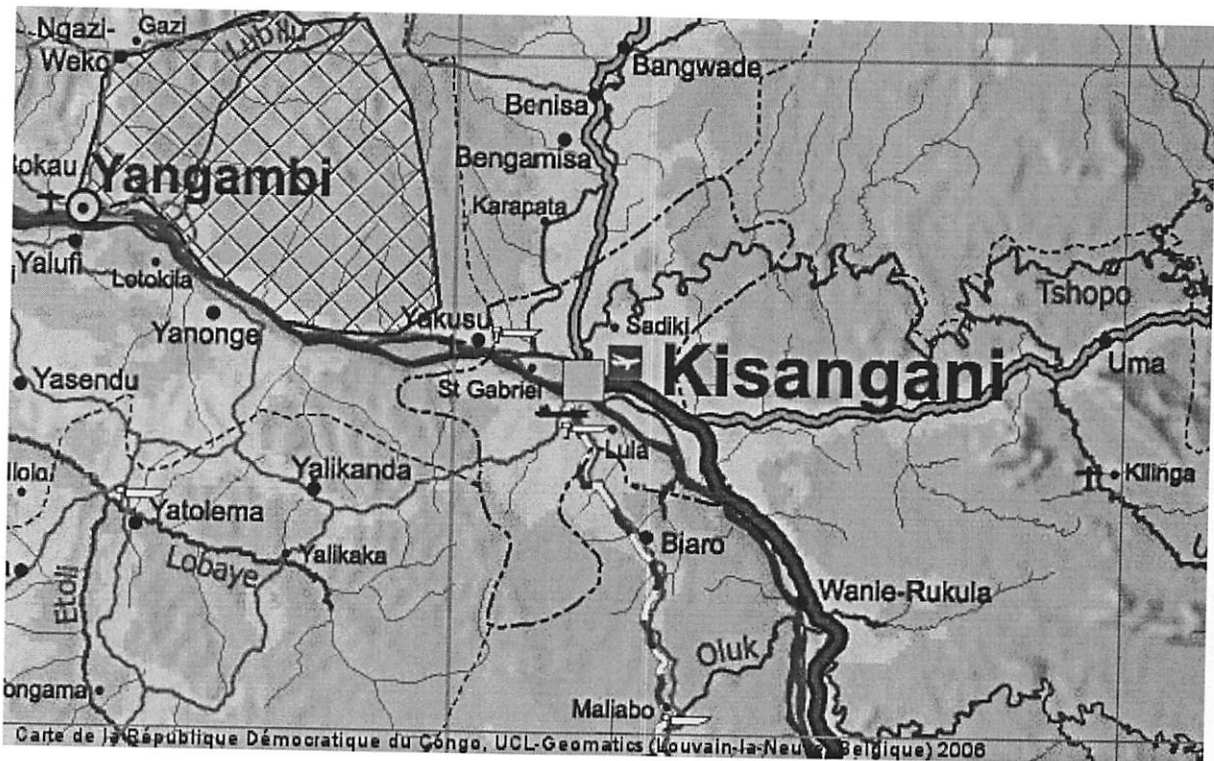 Ngazi-
Weko
Gazi
Lubilu
Bangwade
Benisa
Bengamisa
Yangambi
Karapata
Yalufi
Lotokila
Tshopo
Yanonge
Yakusu
Sadiki
Kisangani
Uma
St Gabriel
Yasendu
Lula
Yalikanda
Kilinga
Yatolema
Biaro
Yalikaka
Lobaye
Etoli
Wanie-Rukula
Oluk
Maliabo
Carte de la République Démocratique du Congo, UCL-Geomatics (Louvain-la-Neuve, Belgique) 2006